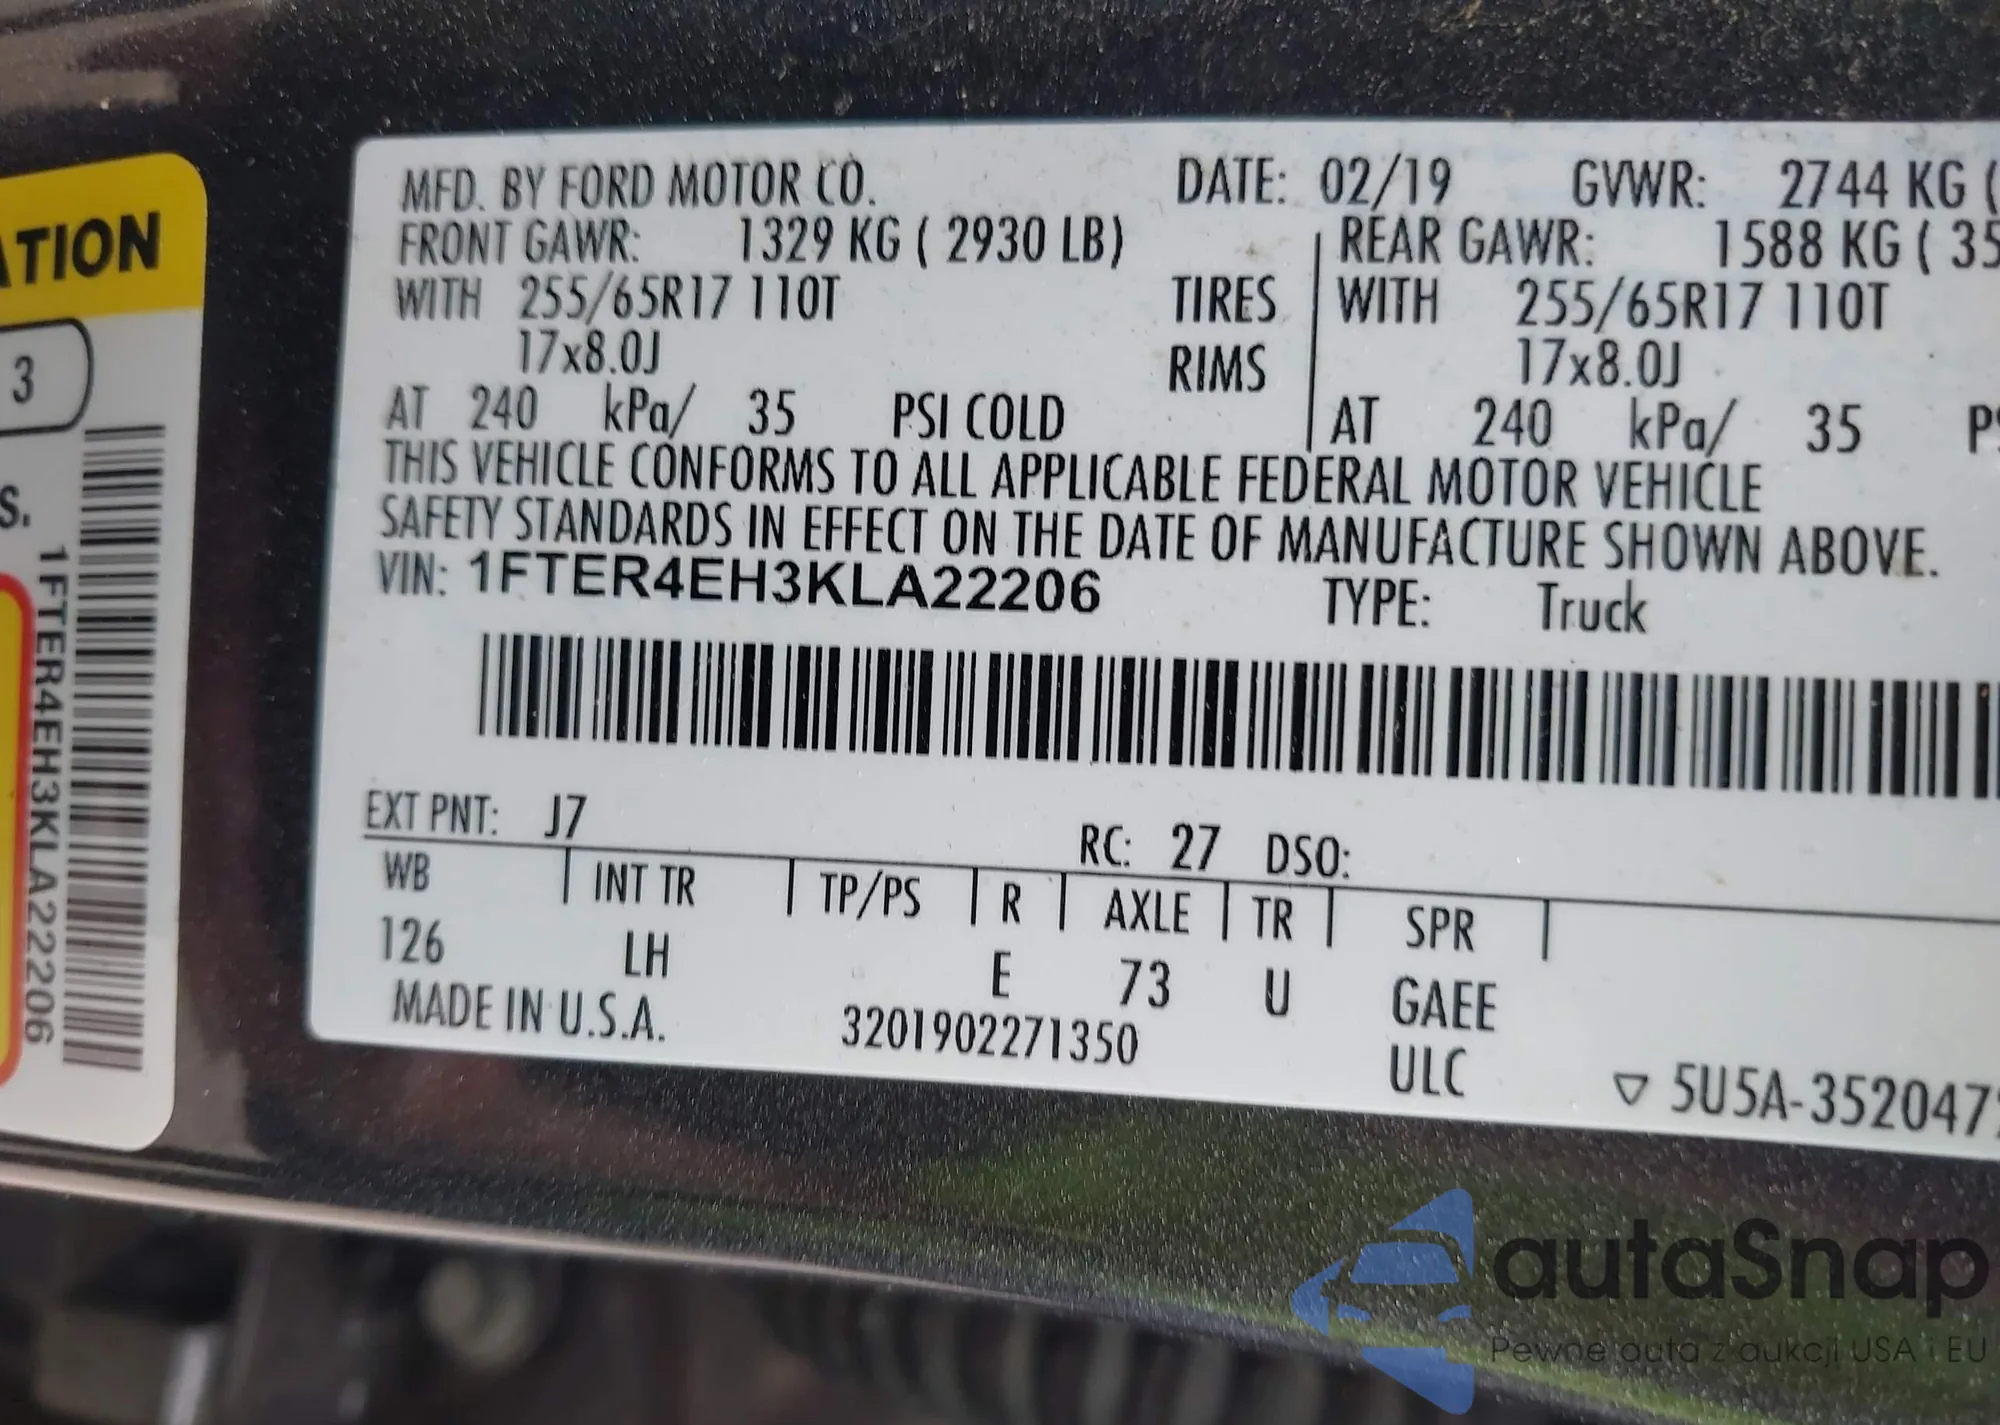 ATION
3
S.
1FTER4EH3KLA22206
MFD. BY FORD MOTOR CO. DATE: 02/19 GVWR: 2744 KG (
FRONT GAWR: 1329 KG ( 2930 LB) REAR GAWR: 1588 KG ( 35
WITH 255/65R17 110T TIRES WITH 255/65R17 110T
17x8.0J RIMS 17x8.0J
AT 240 kPa/ 35 PSI COLD AT 240 kPa/ 35 PS
THIS VEHICLE CONFORMS TO ALL APPLICABLE FEDERAL MOTOR VEHICLE
SAFETY STANDARDS IN EFFECT ON THE DATE OF MANUFACTURE SHOWN ABOVE.
VIN: 1FTER4EH3KLA22206 TYPE: Truck
EXT PNT: J7 RC: 27 DSO:
WB INT TR TP/PS R AXLE TR SPR
126 LH E 73 U GAEE
MADE IN U.S.A. 3201902271350 ULC
▽ 5U5A-352047
autaSnap
Pewne auta z aukcji USA i EU